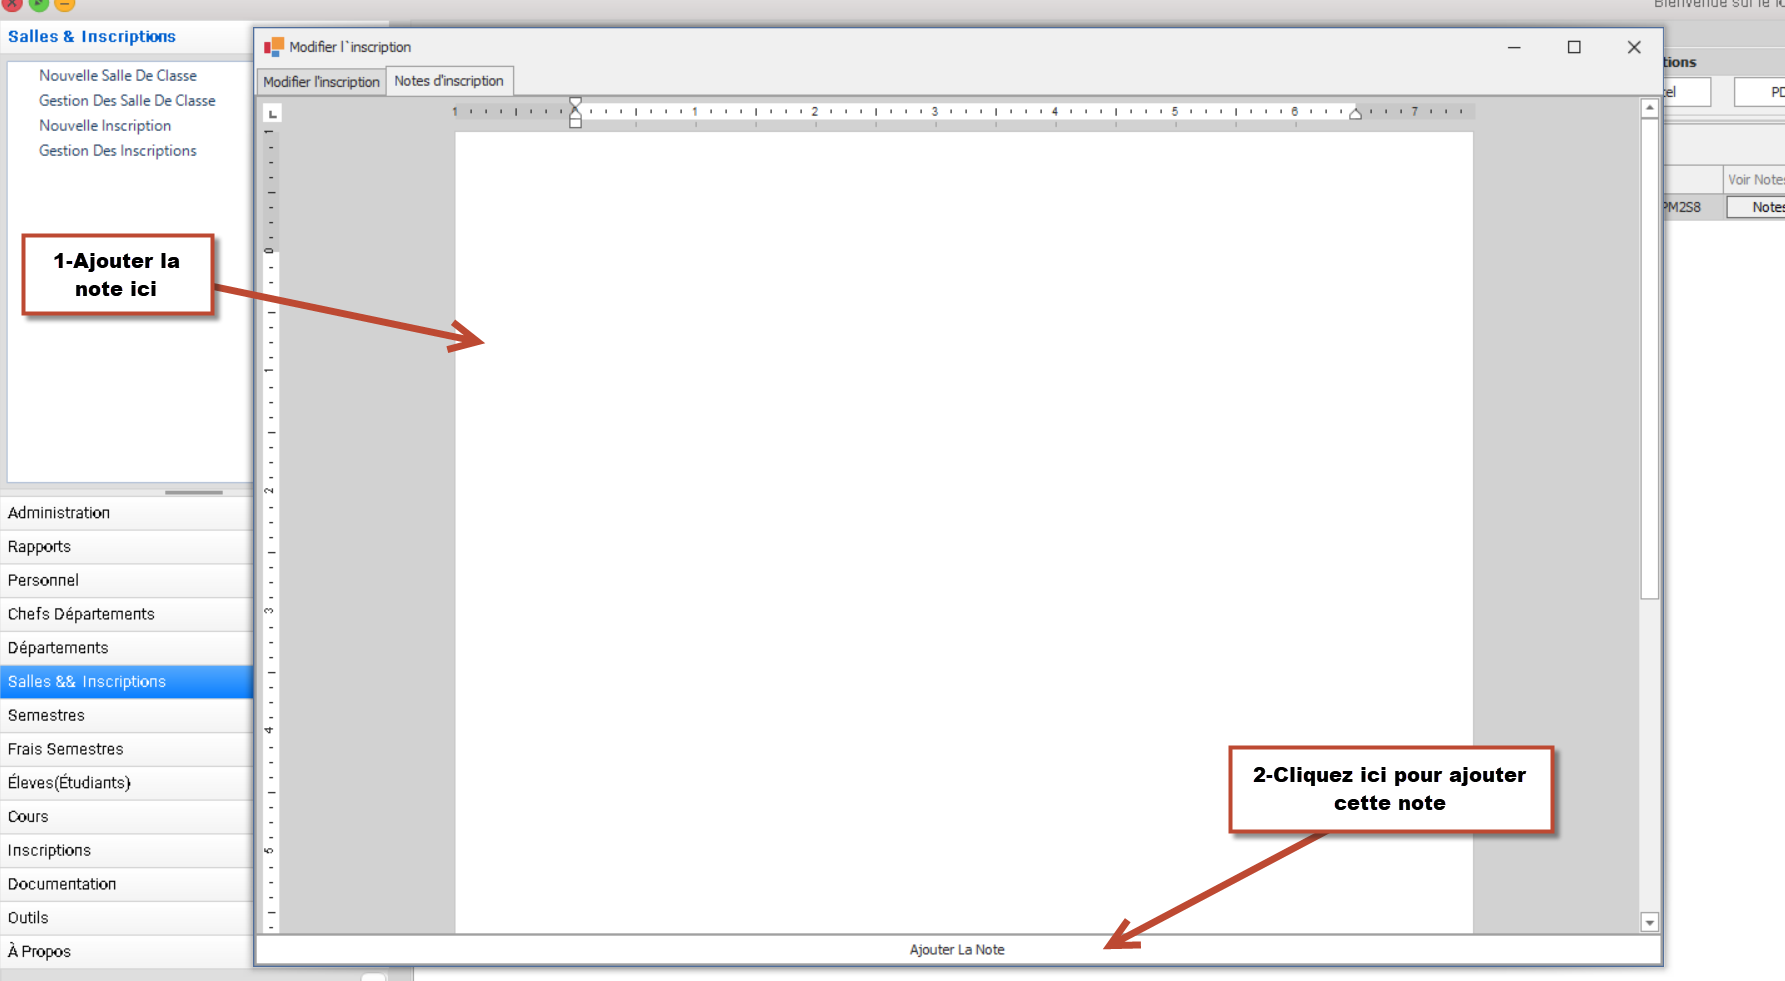 Bienvenue sur le
Salles & Inscriptions
Nouvelle Salle De Classe
Gestion Des Salle De Classe
Nouvelle Inscription
Gestion Des Inscriptions
1-Ajouter la
note ici
Administration
Rapports
Personnel
Chefs Départements
Départements
Salles && Inscriptions
Semestres
Frais Semestres
Éleves(Étudiants)
Cours
Inscriptions
Documentation
Outils
À Propos
Modifier l`inscription
Modifier l'inscription
Notes d'inscription
1 1 2 3 4 5 6 7
0
1
2
3
4
5
2-Cliquez ici pour ajouter
cette note
Ajouter La Note
tions
el
PD
Voir Notes
PM2S8
Notes